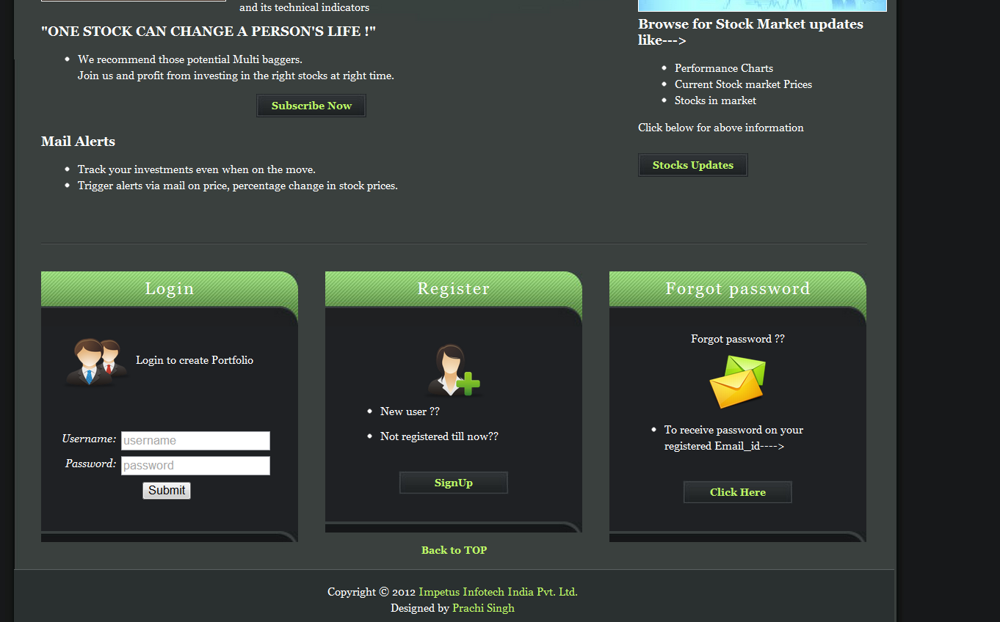 and its technical indicators
"ONE STOCK CAN CHANGE A PERSON'S LIFE !"
We recommend those potential Multi baggers.
Join us and profit from investing in the right stocks at right time.
Subscribe Now
Mail Alerts
Track your investments even when on the move.
Trigger alerts via mail on price, percentage change in stock prices.
Browse for Stock Market updates
like--->
Performance Charts
Current Stock market Prices
Stocks in market
Click below for above information
Stocks Updates
Login
Login to create Portfolio
Username: username
Password: password
Submit
Register
New user ??
Not registered till now??
SignUp
Forgot password
Forgot password ??
To receive password on your
registered Email_id---->
Click Here
Back to TOP
Copyright © 2012 Impetus Infotech India Pvt. Ltd.
Designed by Prachi Singh